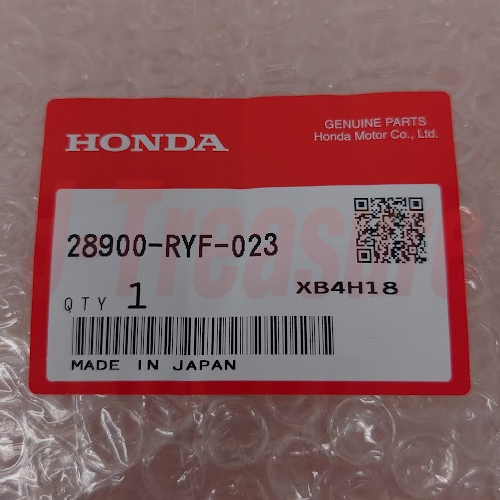 HONDA
GENUINE PARTS
Honda Motor Co., Ltd.
28900-RYF-023
XB4H18
QTY 1
MADE IN JAPAN